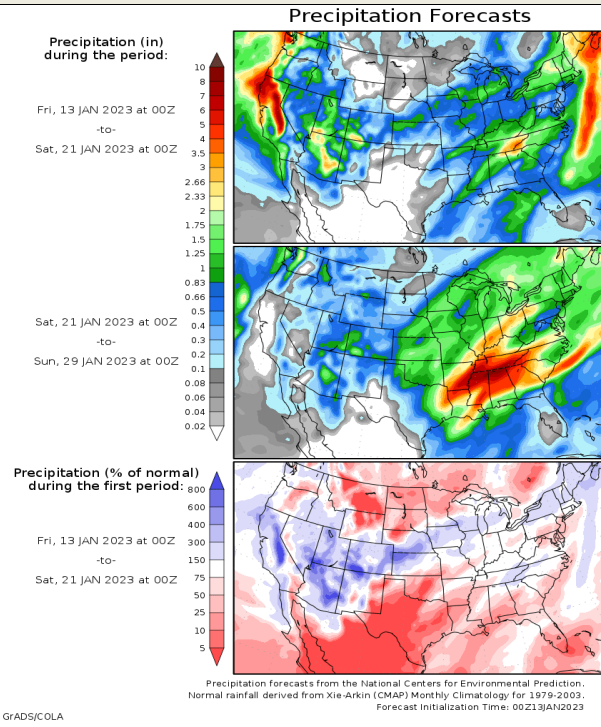 Precipitation Forecasts
Precipitation (in)
during the period:
Fri, 13 JAN 2023 at 00Z
-to-
Sat, 21 JAN 2023 at 00Z
10
8
7
6
5
4
3.5
3
2.66
2.33
2
1.75
1.5
1.25
1
0.83
0.66
0.5
0.4
0.3
0.2
0.1
0.08
0.06
0.04
0.02
Sat, 21 JAN 2023 at 00Z
-to-
Sun, 29 JAN 2023 at 00Z
Precipitation (% of normal)
during the first period:
Fri, 13 JAN 2023 at 00Z
-to-
Sat, 21 JAN 2023 at 00Z
800
600
400
300
150
75
50
25
10
5
Precipitation forecasts from the National Centers for Environmental Prediction.
Normal rainfall derived from Xie-Arkin (CMAP) Monthly Climatology for 1979-2003.
Forecast Initialization Time: 00Z13JAN2023
GrADS/COLA